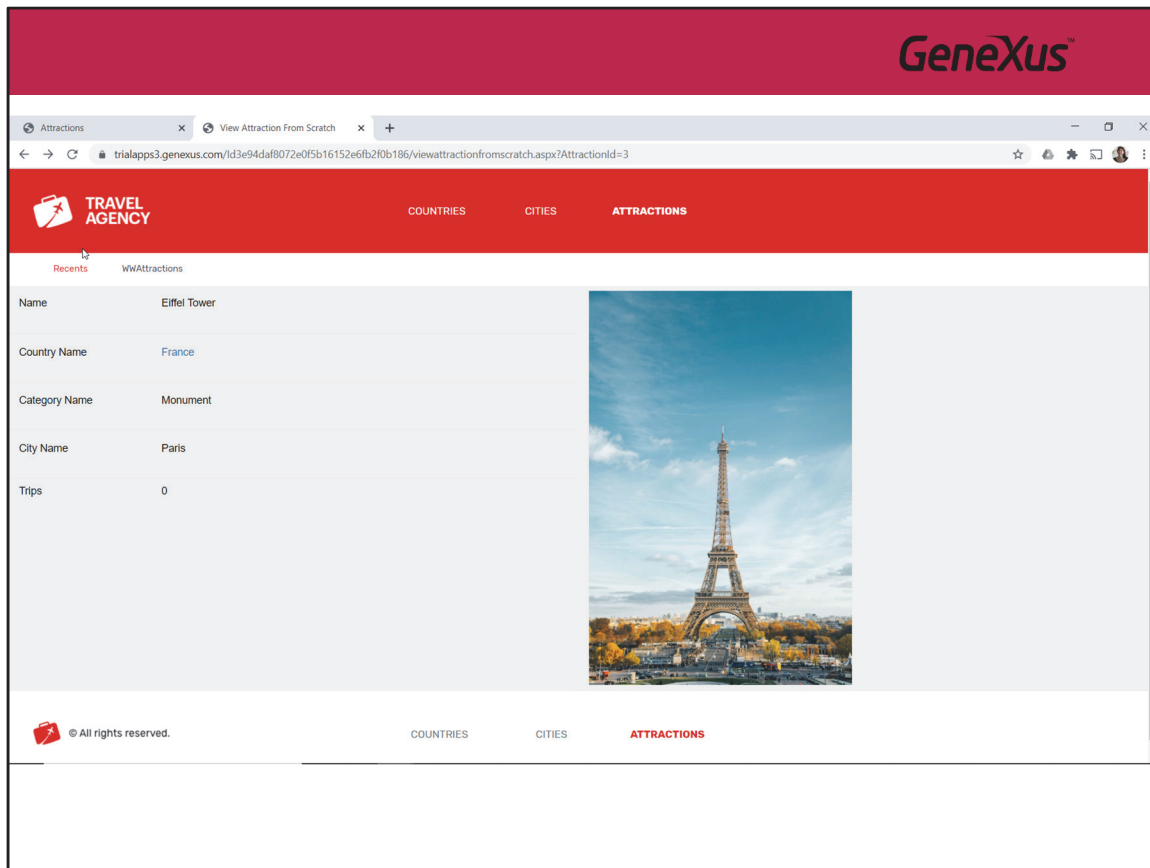 GeneXus™
Attractions View Attraction From Scratch
trialapps3.genexus.com/Id3e94daf8072e0f5b16152e6fb2f0b186/viewattractionfromscratch.aspx?AttractionId=3
TRAVEL AGENCY COUNTRIES CITIES ATTRACTIONS
Recents WWAttractions
Name Eiffel Tower
Country Name France
Category Name Monument
City Name Paris
Trips 0
© All rights reserved. COUNTRIES CITIES ATTRACTIONS